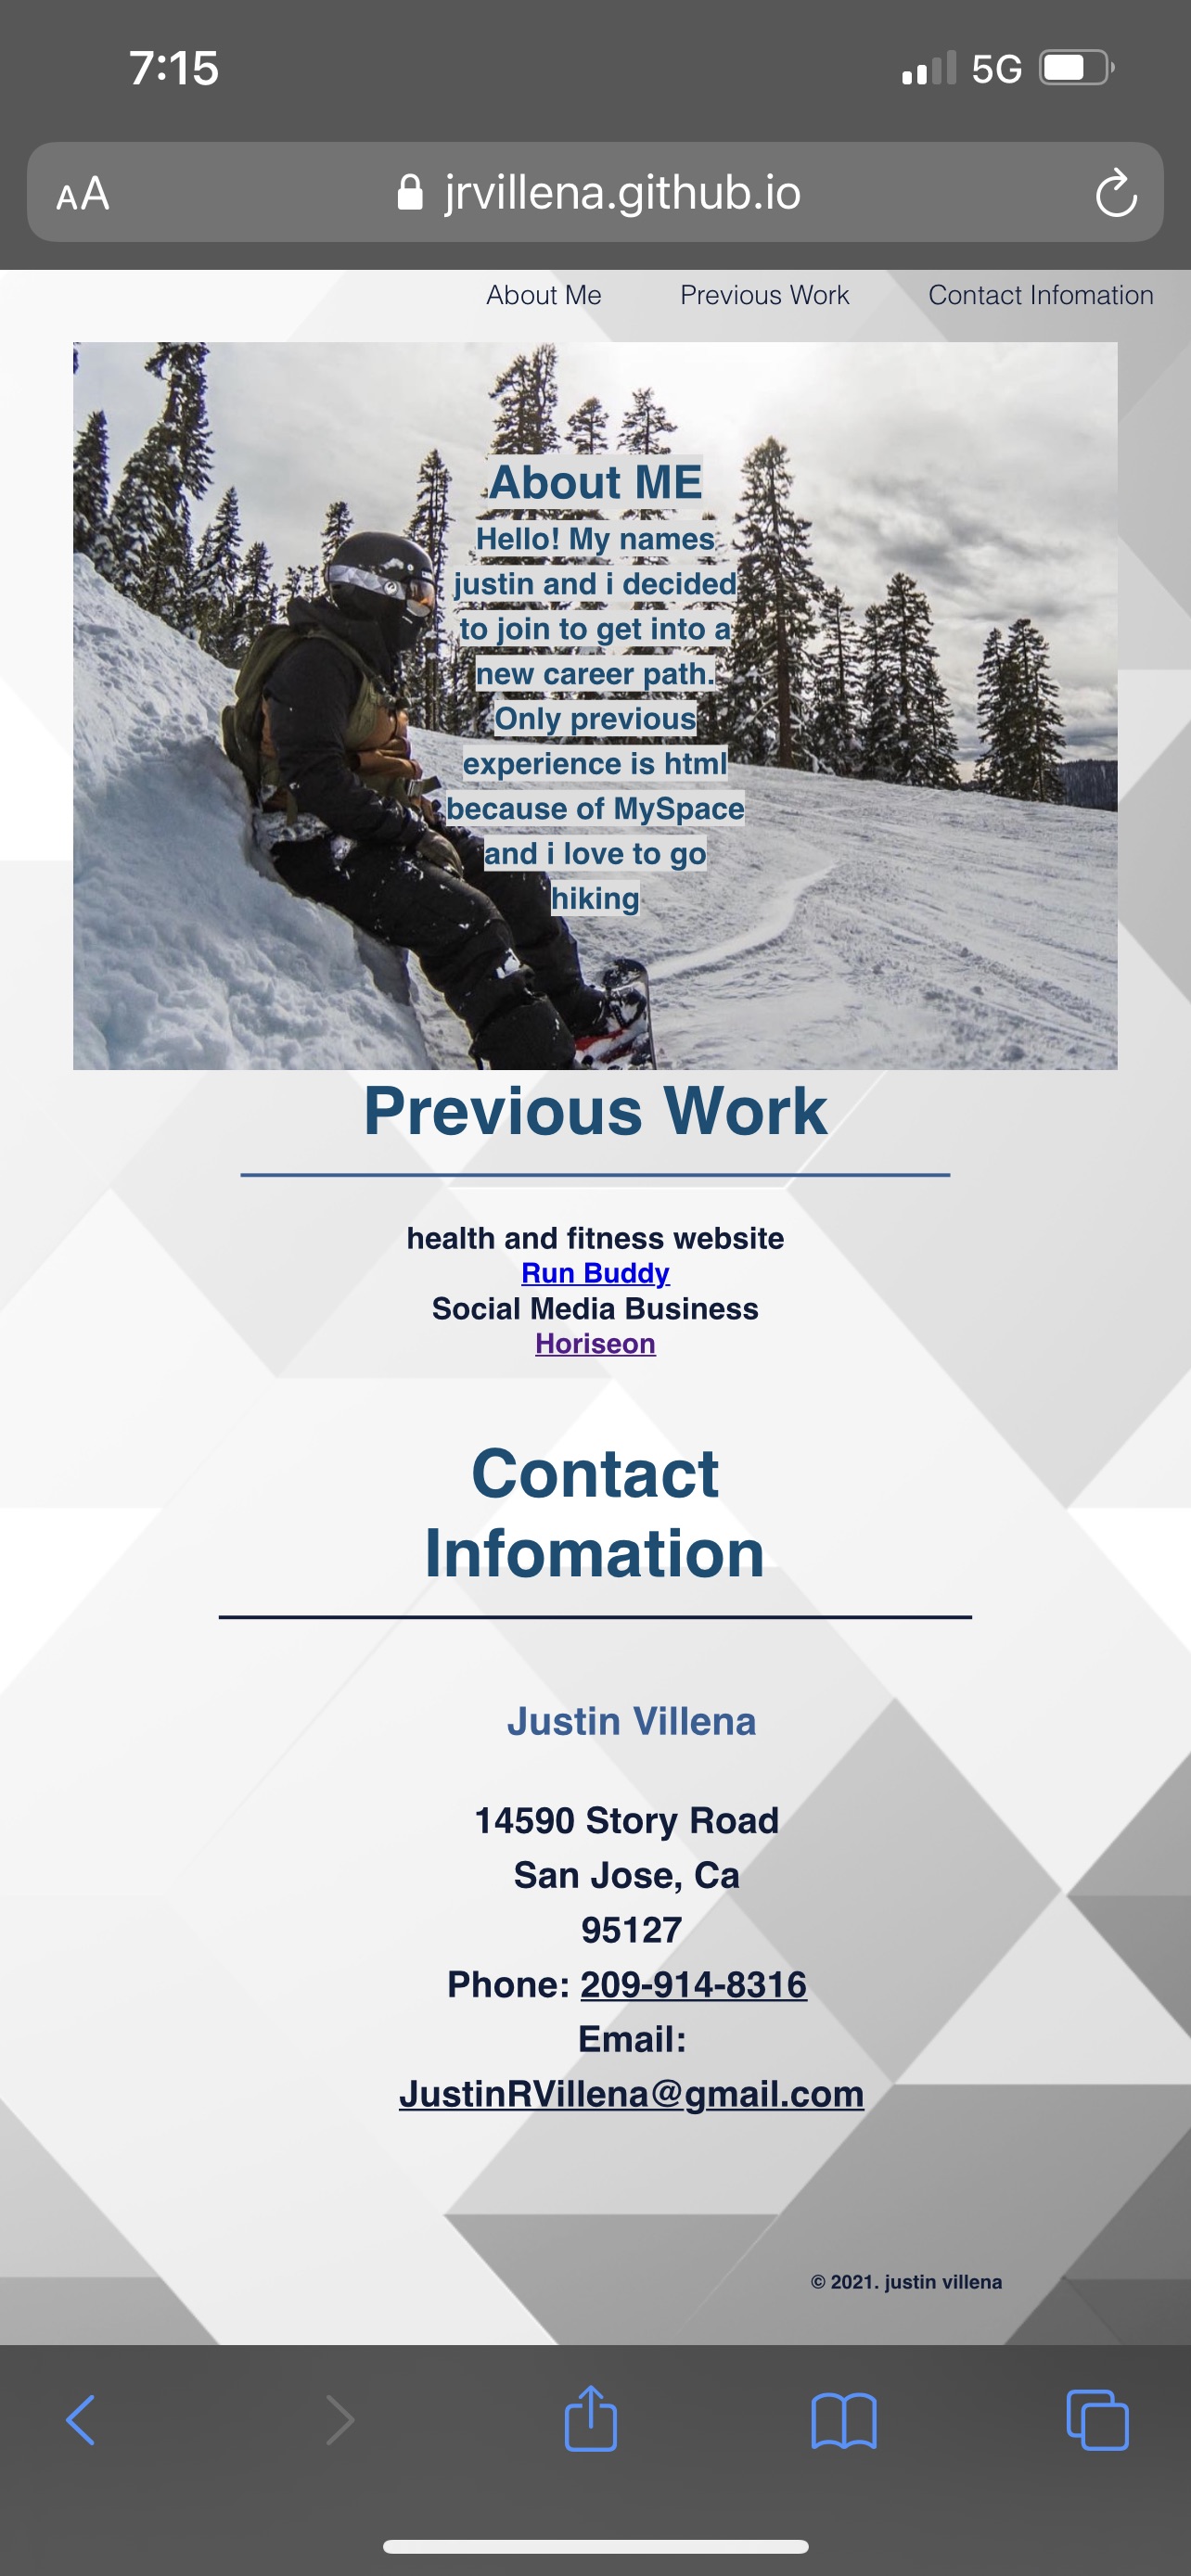 7:15
5G
AA
jrvillena.github.io
About Me Previous Work Contact Infomation
About ME
Hello! My names
justin and i decided
to join to get into a
new career path.
Only previous
experience is html
because of MySpace
and i love to go
hiking
Previous Work
health and fitness website
Run Buddy
Social Media Business
Horiseon
Contact
Infomation
Justin Villena
14590 Story Road
San Jose, Ca
95127
Phone: 209-914-8316
Email:
JustinRVillena@gmail.com
© 2021. justin villena